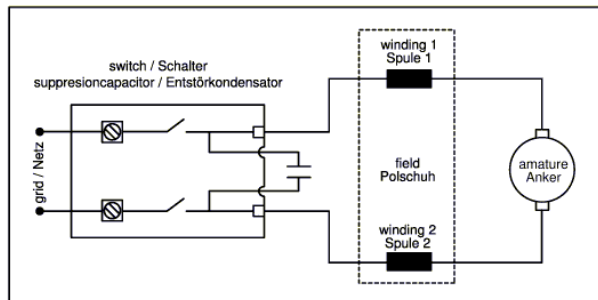 switch / Schalter
suppresioncapacitor / Entstörkondensator
grid / Netz
winding 1
Spule 1
field
Polschuh
winding 2
Spule 2
amature
Anker